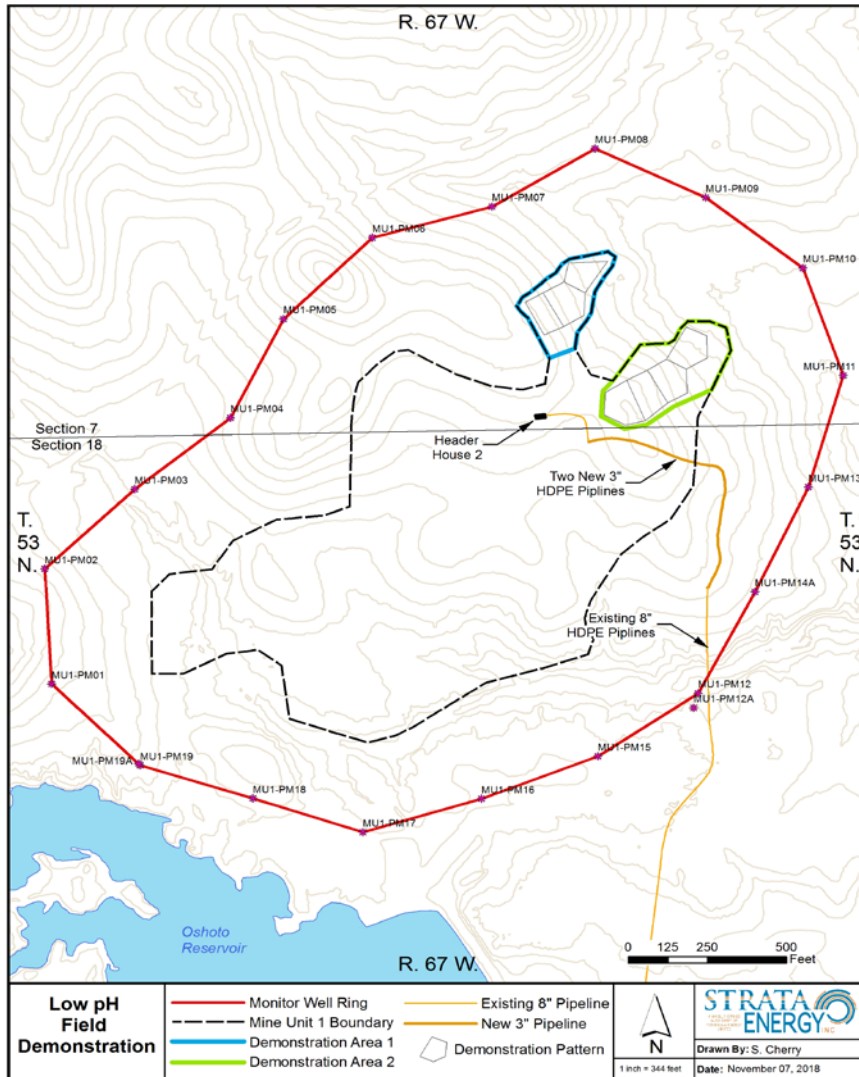 R. 67 W.
MU1-PM08
MU1-PM09
MU1-PM07
MU1-PM06
MU1-PM10
MU1-PM05
MU1-PM11
MU1-PM04
Section 7
Section 18
Header
House 2
Two New 3"
HDPE Piplines
MU1-PM03
MU1-PM13
T.
53
N.
T.
53
N.
MU1-PM02
MU1-PM14A
Existing 8"
HDPE Piplines
MU1-PM01
MU1-PM12
MU1-PM12A
MU1-PM15
MU1-PM19A
MU1-PM19
MU1-PM18
MU1-PM16
MU1-PM17
Oshoto
Reservoir
0 125 250 500
Feet
R. 67 W.
Low pH
Field
Demonstration
Monitor Well Ring
Mine Unit 1 Boundary
Demonstration Area 1
Demonstration Area 2
Existing 8" Pipeline
New 3" Pipeline
Demonstration Pattern
N
1 inch = 344 feet
STRATA
ENERGY INC
Drawn By: S. Cherry
Date: November 07, 2018